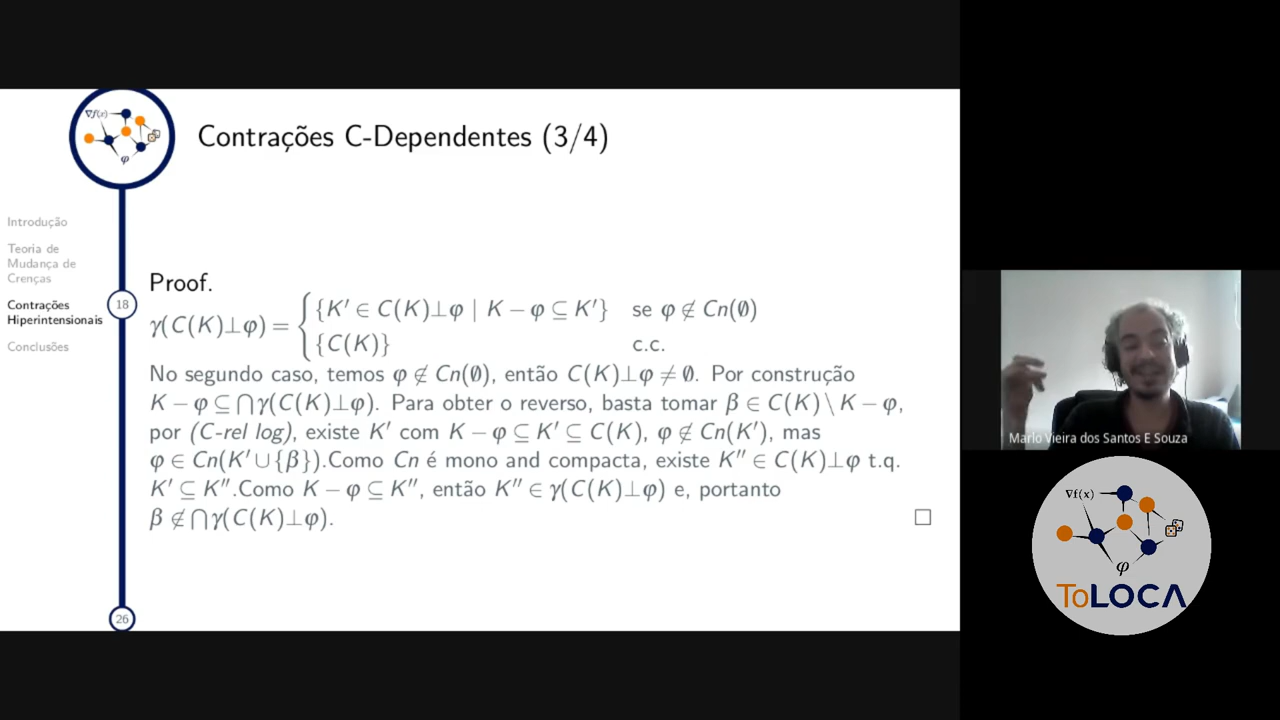 ∇f(x)
φ
Contrações C-Dependentes (3/4)
Introdução
Teoria de
Mudança de
Crenças
Contrações
Hiperintensionais
Conclusões
18
26
Proof.
γ(C(K)⊥φ) = { {K′ ∈ C(K)⊥φ | K − φ ⊆ K′} se φ ∉ Cn(∅)
{C(K)} c.c.
No segundo caso, temos φ ∉ Cn(∅), então C(K)⊥φ ≠ ∅. Por construção
K − φ ⊆ ⋂γ(C(K)⊥φ). Para obter o reverso, basta tomar β ∈ C(K) \ K − φ,
por (C-rel log), existe K′ com K − φ ⊆ K′ ⊆ C(K), φ ∉ Cn(K′), mas
φ ∈ Cn(K′ ∪ {β}).Como Cn é mono and compacta, existe K″ ∈ C(K)⊥φ t.q.
K′ ⊆ K″.Como K − φ ⊆ K″, então K″ ∈ γ(C(K)⊥φ) e, portanto
β ∉ ⋂γ(C(K)⊥φ). □
Marlo Vieira dos Santos E Souza
∇f(x)
φ
ToLOCA